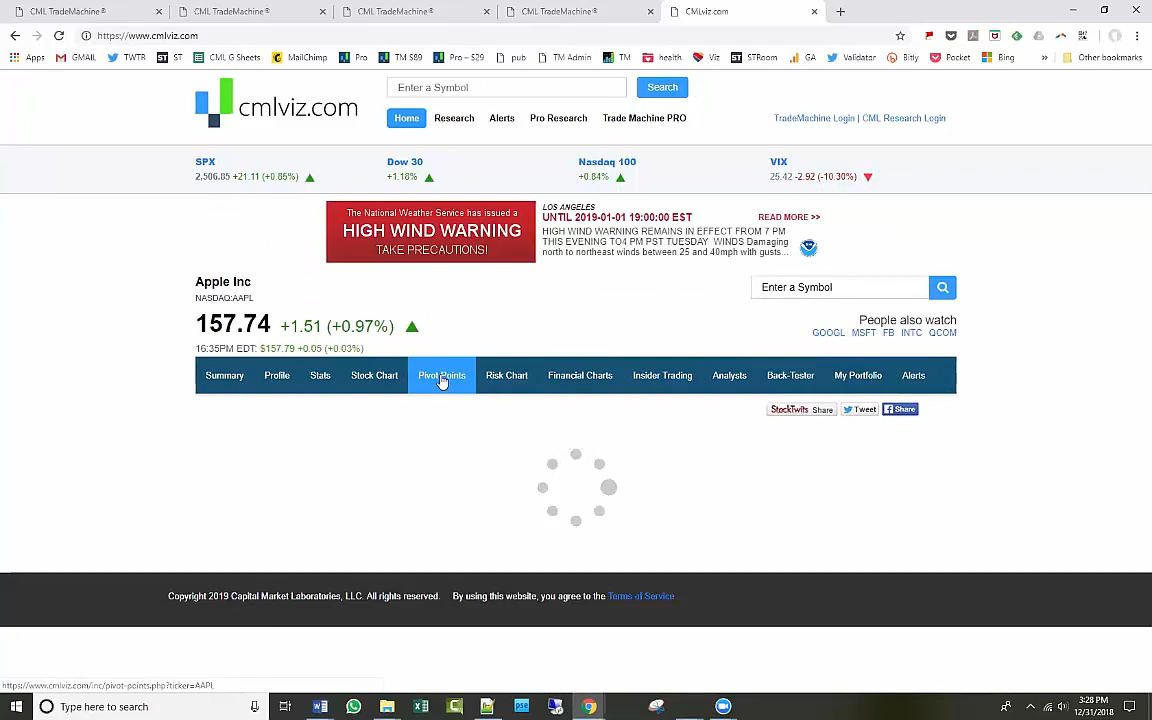 CML TradeMachine®
CML TradeMachine®
CML TradeMachine®
CML TradeMachine®
CMLviz.com
https://www.cmlviz.com
Apps GMAIL TWTR ST CML G Sheets MailChimp Pro TM $89 Pro – $29 pub TM Admin TM health Viz STRoom GA Validator Pocket Bitly Bing » Other bookmarks
cmlviz.com
Enter a Symbol Search
Home Research Alerts Pro Research Trade Machine PRO
TradeMachine Login | CML Research Login
SPX Dow 30 Nasdaq 100 VIX
2,506.85 +21.11 (+0.85%) +1.18% +0.84% 25.42 -2.92 (-10.30%)
The National Weather Service has issued a
HIGH WIND WARNING
TAKE PRECAUTIONS!
LOS ANGELES
UNTIL 2019-01-01 19:00:00 EST READ MORE >>
HIGH WIND WARNING REMAINS IN EFFECT FROM 7 PM
THIS EVENING TO4 PM PST TUESDAY WINDS Damaging
north to northeast winds between 25 and 40mph with gusts...
Apple Inc
NASDAQ:AAPL
Enter a Symbol
157.74 +1.51 (+0.97%)
16:35PM EDT: $157.79 +0.05 (+0.03%)
People also watch
GOOGL MSFT FB INTC QCOM
Summary Profile Stats Stock Chart Pivot Points Risk Chart Financial Charts Insider Trading Analysts Back-Tester My Portfolio Alerts
StockTwits Share Tweet Share
Copyright 2019 Capital Market Laboratories, LLC. All rights reserved. By using this website, you agree to the Terms of Service
https://www.cmlviz.com/inc/pivot-points.php?ticker=AAPL
Type here to search
3:28 PM
12/31/2018